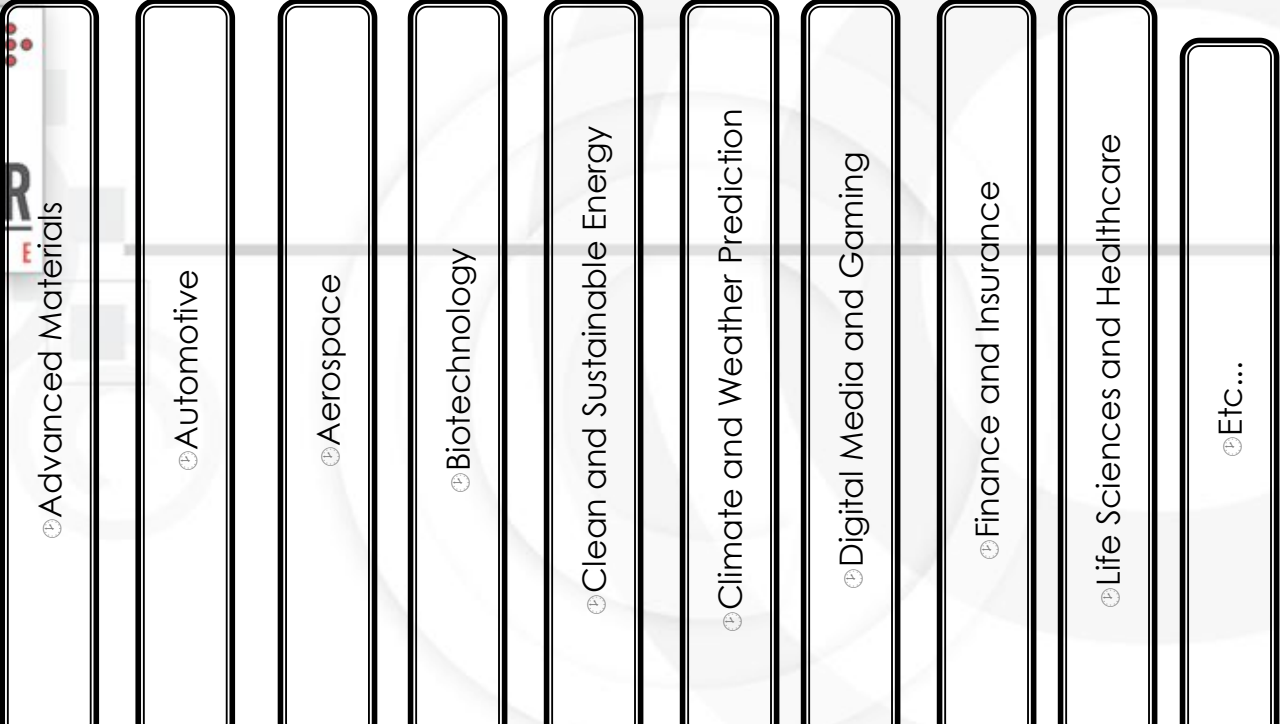 R
E
Advanced Materials
Automotive
Aerospace
Biotechnology
Clean and Sustainable Energy
Climate and Weather Prediction
Digital Media and Gaming
Finance and Insurance
Life Sciences and Healthcare
Etc...